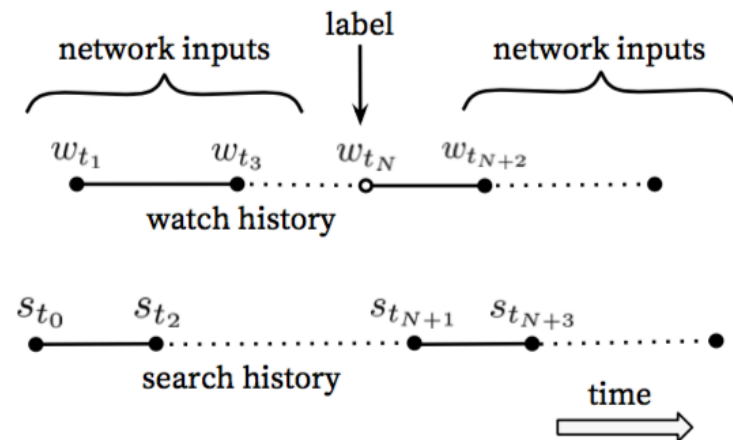 label
network inputs network inputs
w_{t_1} w_{t_3} w_{t_N} w_{t_{N+2}}
watch history
s_{t_0} s_{t_2} s_{t_{N+1}} s_{t_{N+3}}
search history
time